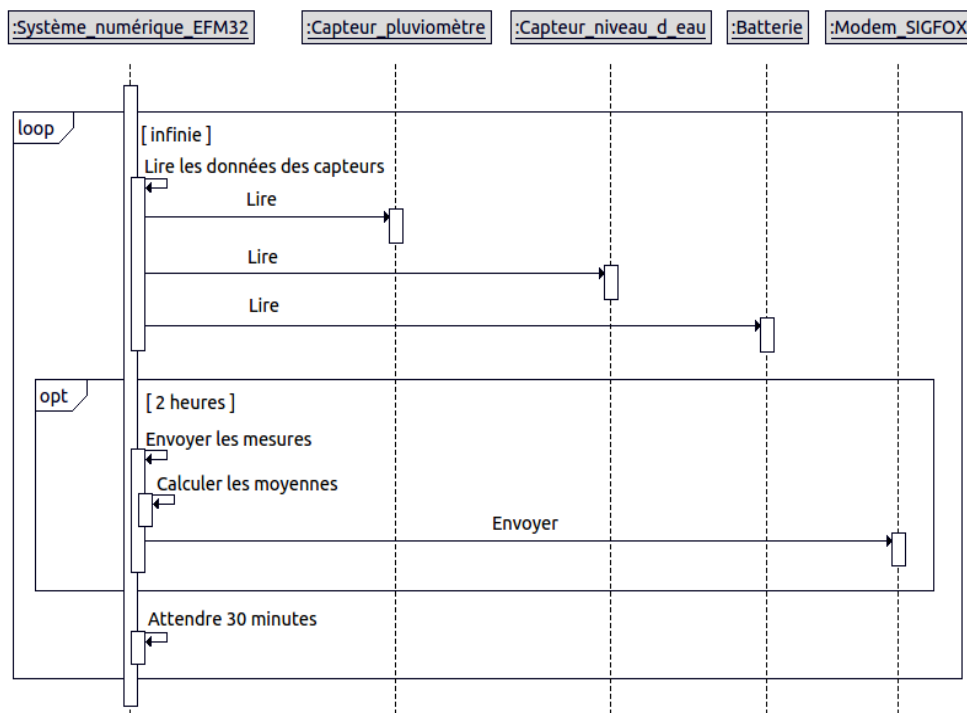 :Système_numérique_EFM32
:Capteur_pluviomètre
:Capteur_niveau_d_eau
:Batterie
:Modem_SIGFOX
loop
[ infinie ]
Lire les données des capteurs
Lire
Lire
Lire
opt
[ 2 heures ]
Envoyer les mesures
Calculer les moyennes
Envoyer
Attendre 30 minutes